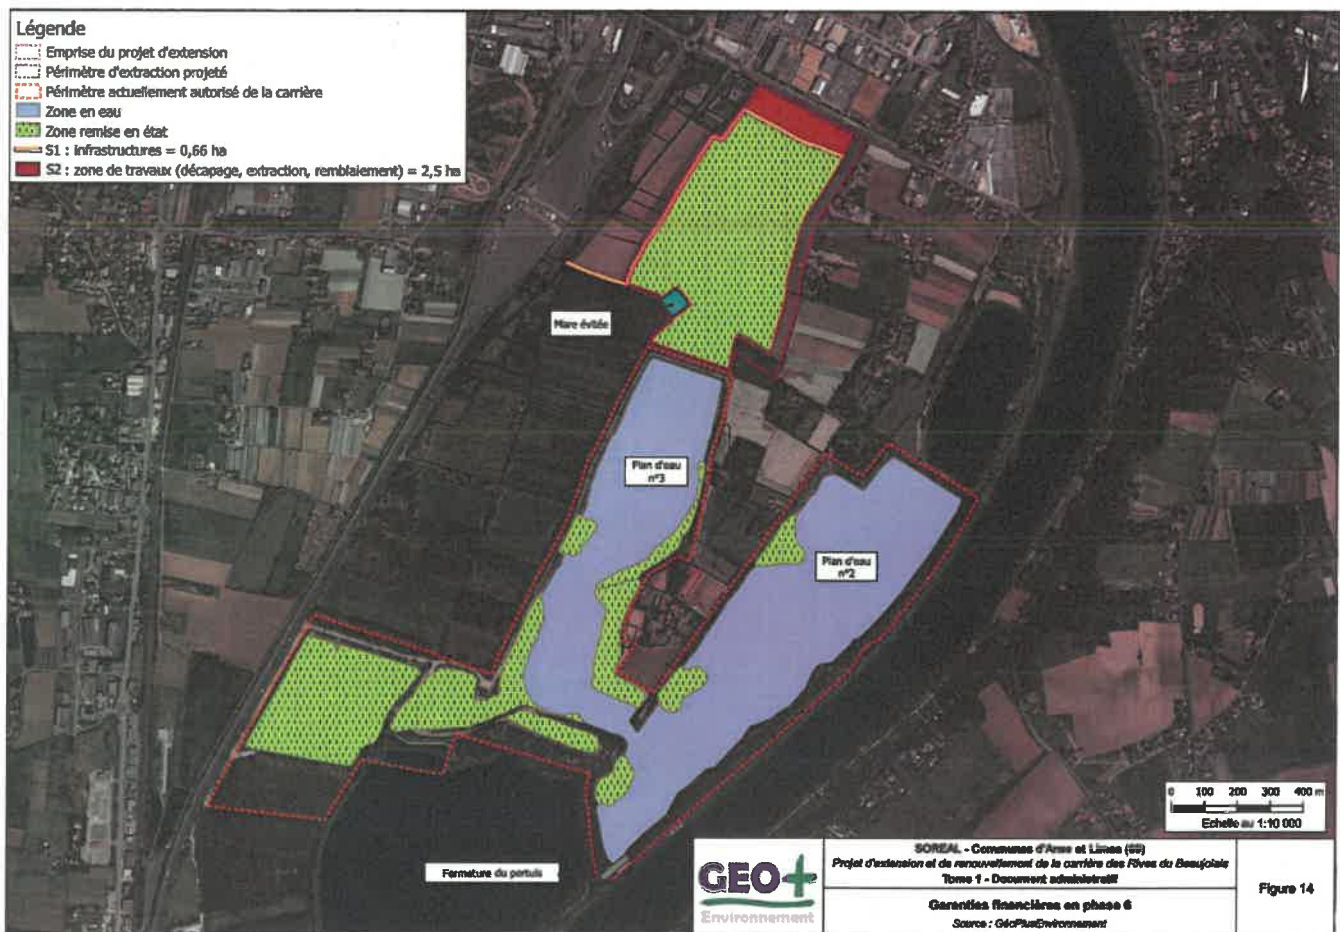 Légende
Emprise du projet d'extension
Périmètre d'extraction projeté
Périmètre actuellement autorisé de la carrière
Zone en eau
Zone remise en état
S1 : infrastructures = 0,66 ha
S2 : zone de travaux (décapage, extraction, remblaiement) = 2,5 ha
Mare évitée
Plan d'eau
n°3
Plan d'eau
n°2
0 100 200 300 400 m
Echelle au 1:10 000
Fermeture du pertuis
GEO+
Environnement
SOREAL - Communes d'Anse et Limas (69)
Projet d'extension et de renouvellement de la carrière des Rives du Beaujolais
Tome 1 - Document administratif
Garanties financières en phase 6
Source : GéoPlusEnvironnement
Figure 14